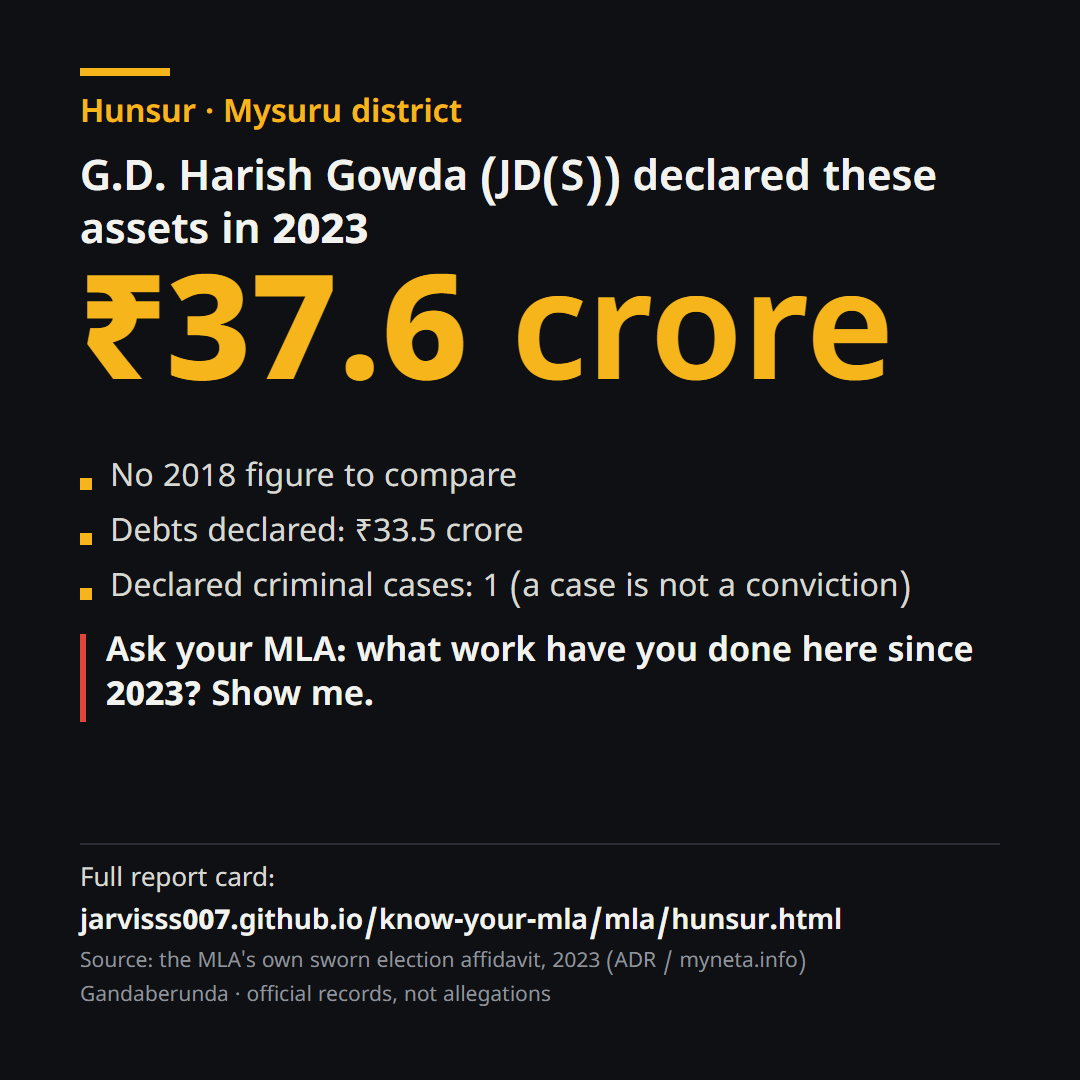 Hunsur · Mysuru district
G.D. Harish Gowda (JD(S)) declared these
assets in 2023
₹37.6 crore
No 2018 figure to compare
Debts declared: ₹33.5 crore
Declared criminal cases: 1 (a case is not a conviction)
Ask your MLA: what work have you done here since
2023? Show me.
Full report card:
jarvisss007.github.io/know-your-mla/mla/hunsur.html
Source: the MLA's own sworn election affidavit, 2023 (ADR / myneta.info)
Gandaberunda · official records, not allegations